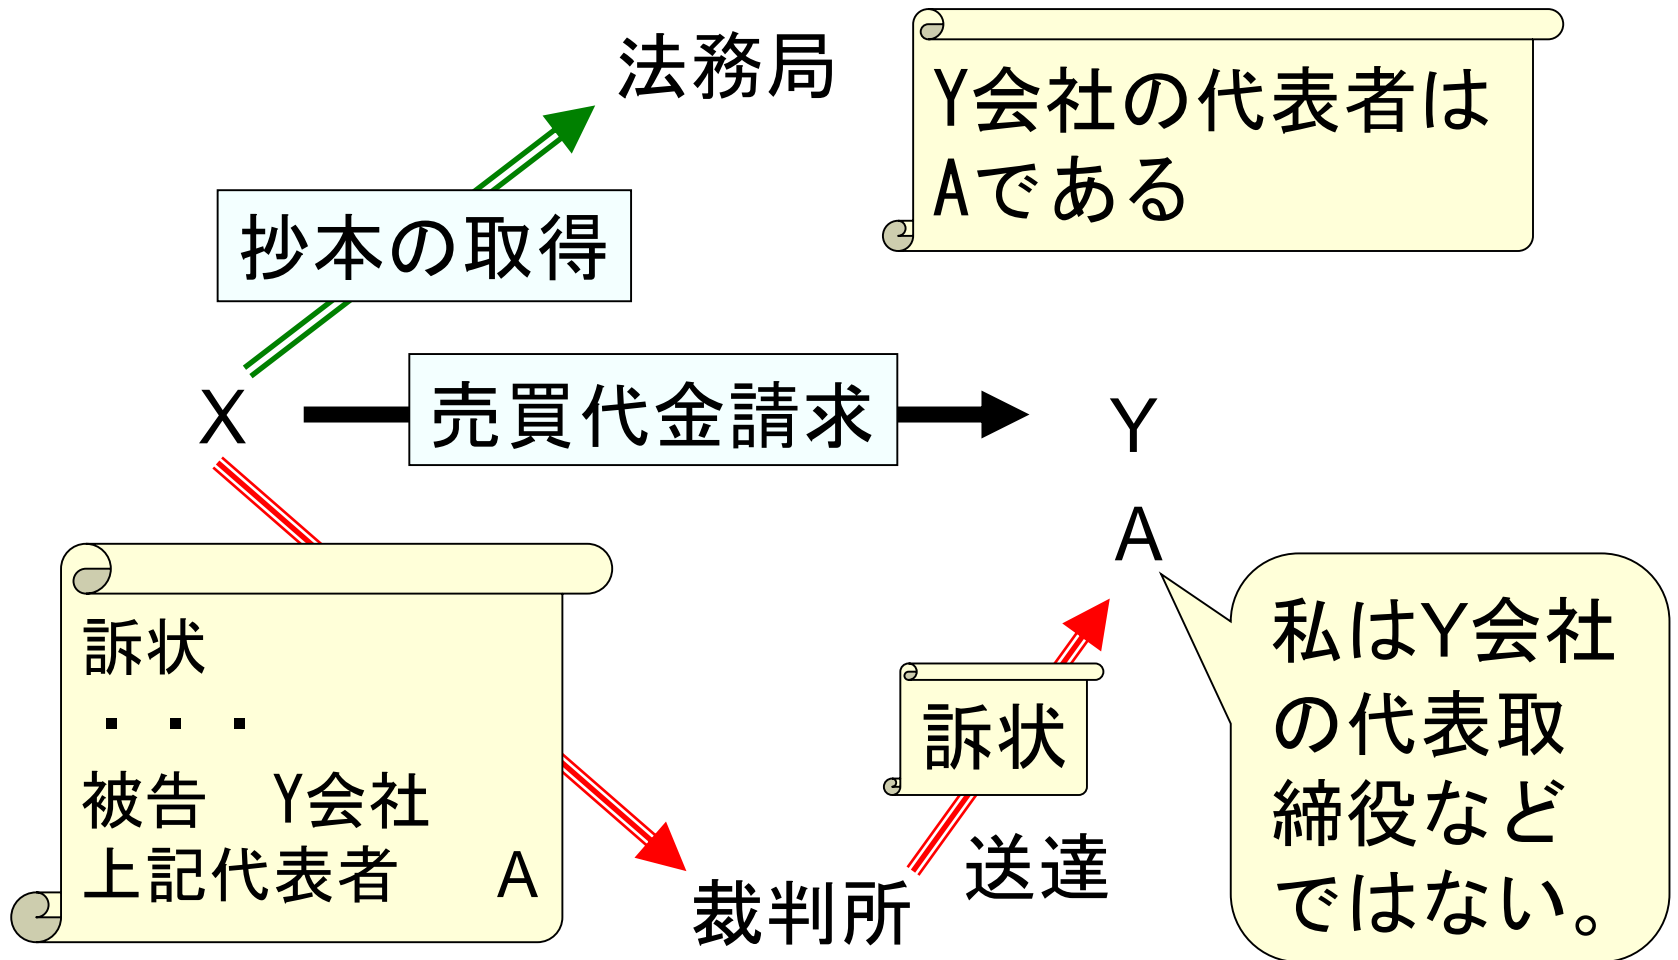 法務局
Y会社の代表者は
Aである
抄本の取得
X
売買代金請求
Y
A
訴状
・・・
被告　Y会社
上記代表者　A
裁判所
訴状
送達
私はY会社
の代表取
締役など
ではない。